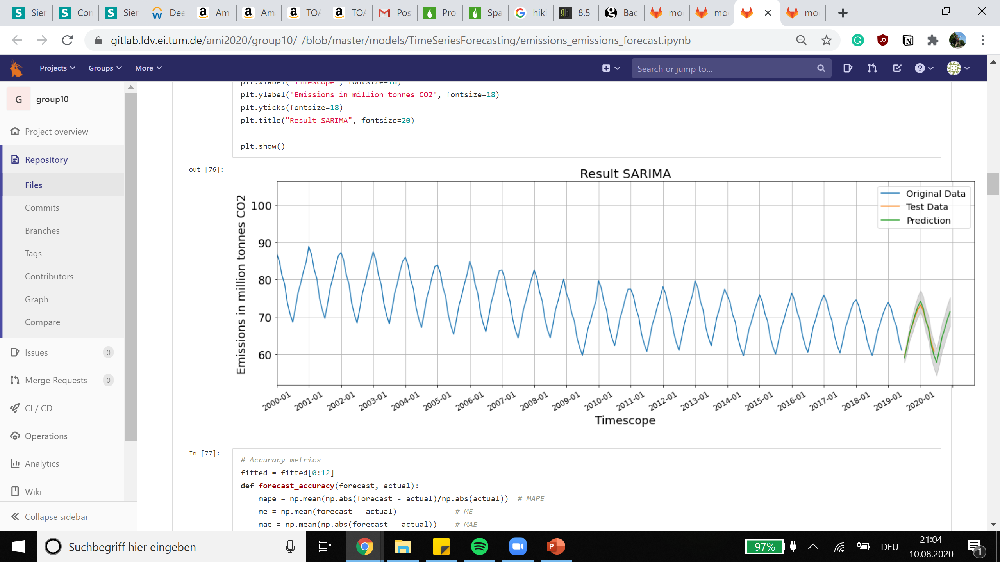 Sier
Con
Sier
Dee
Am
Am
TOA
TOA
Pos
Pro
Spa
hiki
8.5
Bac
mo
mo
mo
gitlab.ldv.ei.tum.de/ami2020/group10/-/blob/master/models/TimeSeriesForecasting/emissions_emissions_forecast.ipynb
Projects
Groups
More
Search or jump to...
G
group10
Project overview
Repository
Files
Commits
Branches
Tags
Contributors
Graph
Compare
Issues
0
Merge Requests
0
CI / CD
Operations
Analytics
Wiki
Collapse sidebar
plt.xlabel("Timescope", fontsize=18)
plt.ylabel("Emissions in million tonnes CO2", fontsize=18)
plt.yticks(fontsize=18)
plt.title("Result SARIMA", fontsize=20)
plt.show()
out [76]:
Result SARIMA
Emissions in million tonnes CO2
100
90
80
70
60
Original Data
Test Data
Prediction
2000-01
2001-01
2002-01
2003-01
2004-01
2005-01
2006-01
2007-01
2008-01
2009-01
2010-01
2011-01
2012-01
2013-01
2014-01
2015-01
2016-01
2017-01
2018-01
2019-01
2020-01
Timescope
In [77]:
# Accuracy metrics
fitted = fitted[0:12]
def forecast_accuracy(forecast, actual):
mape = np.mean(np.abs(forecast - actual)/np.abs(actual)) # MAPE
me = np.mean(forecast - actual) # ME
mae = np.mean(np.abs(forecast - actual)) # MAE
Suchbegriff hier eingeben
97%
DEU
21:04
10.08.2020
1